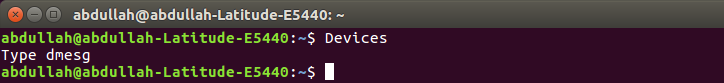 abdullah@abdullah-Latitude-E5440: ~
abdullah@abdullah-Latitude-E5440:~$ Devices
Type dmesg
abdullah@abdullah-Latitude-E5440:~$